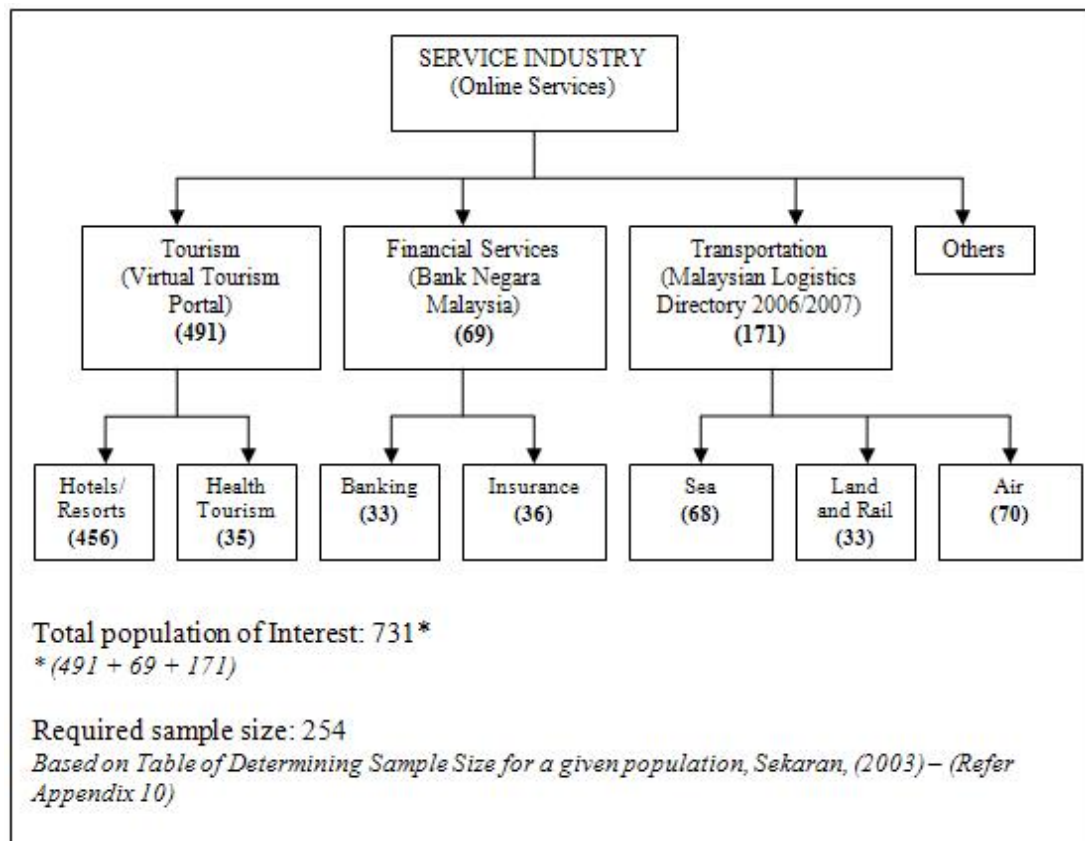 SERVICE INDUSTRY
(Online Services)
Tourism
(Virtual Tourism
Portal)
(491)
Financial Services
(Bank Negara
Malaysia)
(69)
Transportation
(Malaysian Logistics
Directory 2006/2007)
(171)
Others
Hotels/
Resorts
(456)
Health
Tourism
(35)
Banking
(33)
Insurance
(36)
Sea
(68)
Land
and Rail
(33)
Air
(70)
Total population of Interest: 731*
* (491 + 69 + 171)
Required sample size: 254
Based on Table of Determining Sample Size for a given population, Sekaran, (2003) – (Refer
Appendix 10)